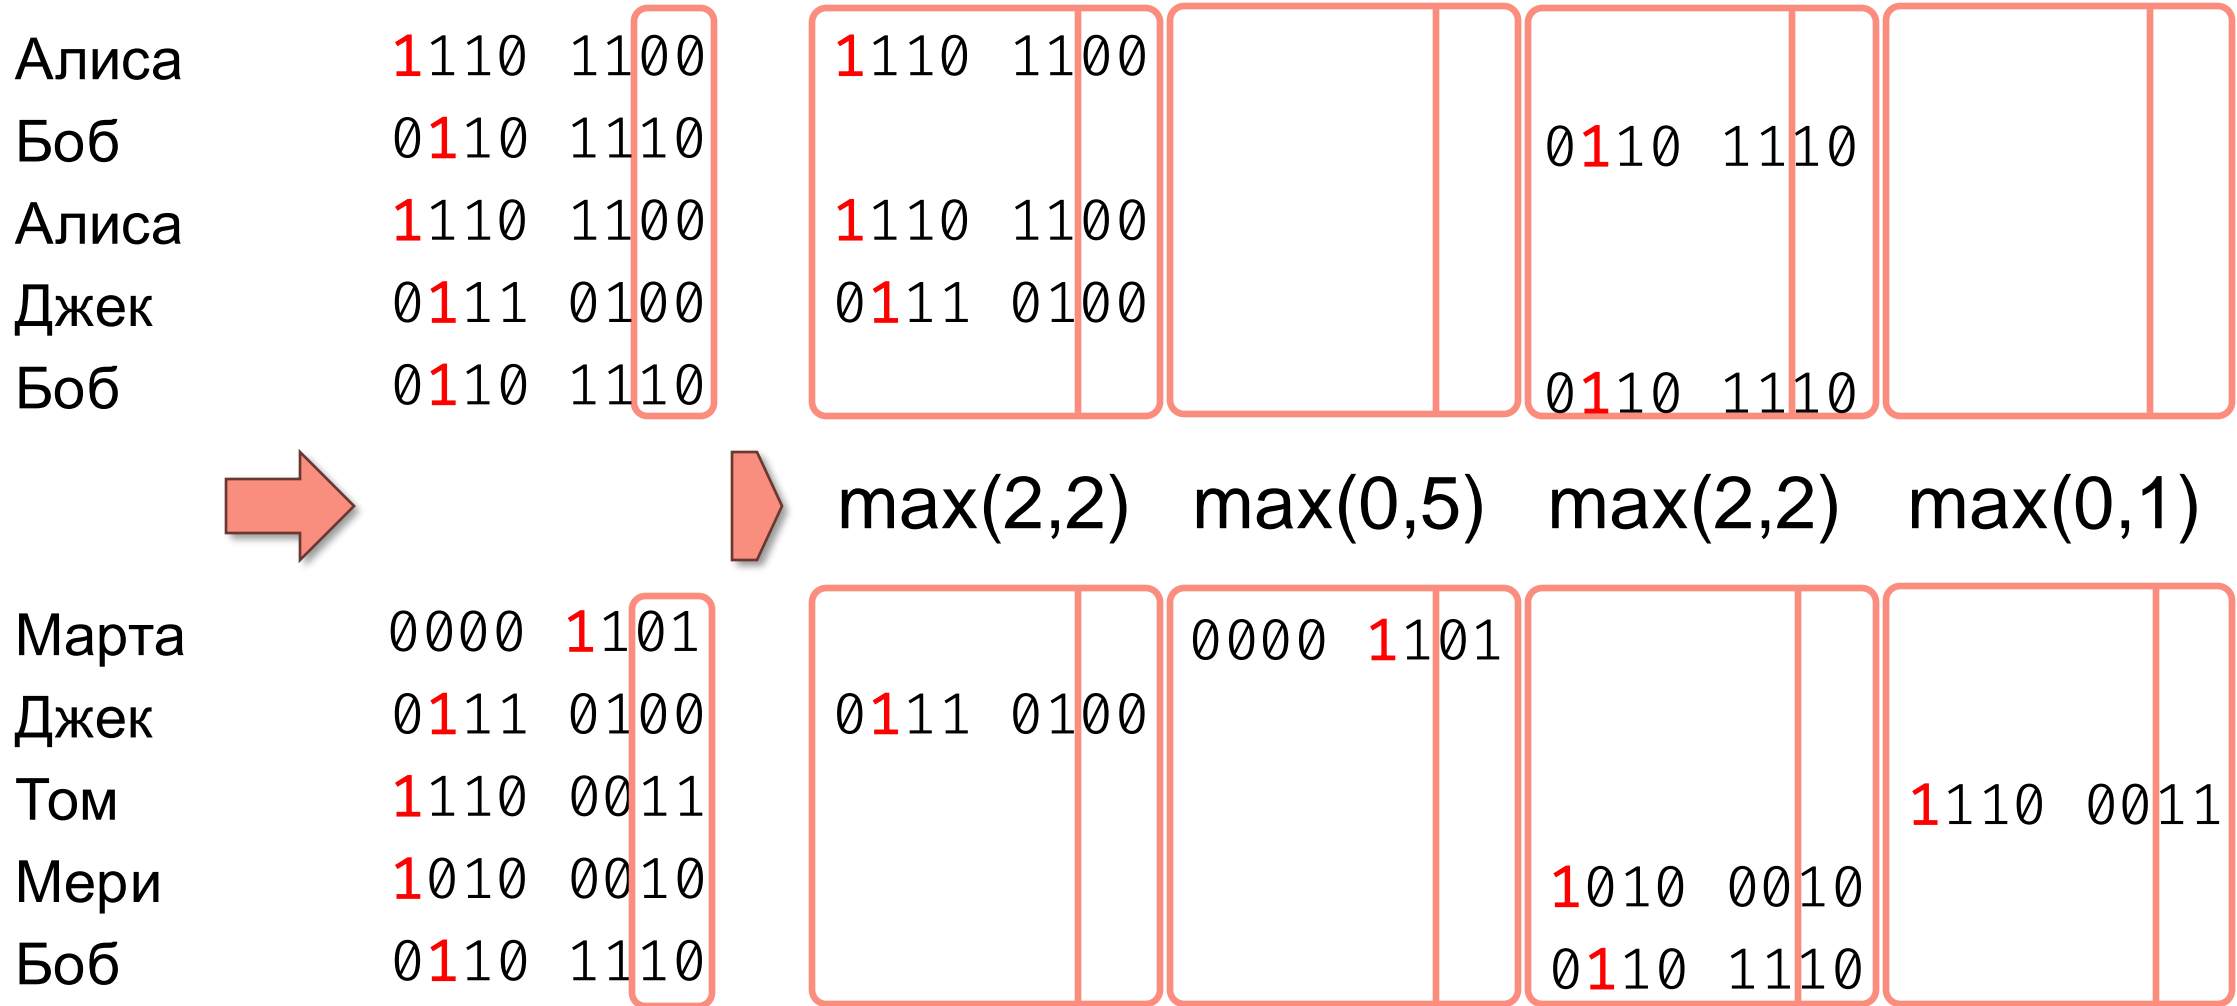 Алиса 1110 1100 1110 1100
Боб 0110 1110 0110 1110
Алиса 1110 1100 1110 1100
Джек 0111 0100 0111 0100
Боб 0110 1110 0110 1110
max(2,2) max(0,5) max(2,2) max(0,1)
Марта 0000 1101 0000 1101
Джек 0111 0100 0111 0100
Том 1110 0011 1110 0011
Мери 1010 0010 1010 0010
Боб 0110 1110 0110 1110